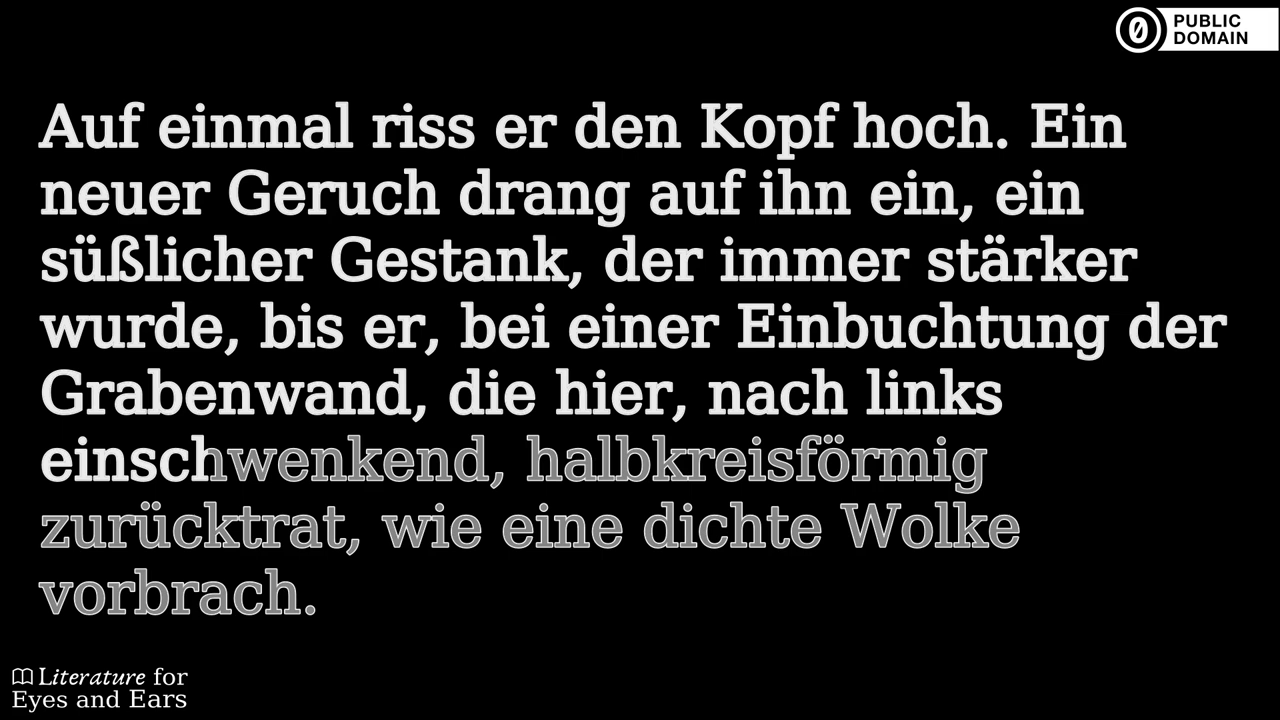 PUBLIC
DOMAIN
Auf einmal riss er den Kopf hoch. Ein
neuer Geruch drang auf ihn ein, ein
süßlicher Gestank, der immer stärker
wurde, bis er, bei einer Einbuchtung der
Grabenwand, die hier, nach links
einschwenkend, halbkreisförmig
zurücktrat, wie eine dichte Wolke
vorbrach.
Literature for
Eyes and Ears